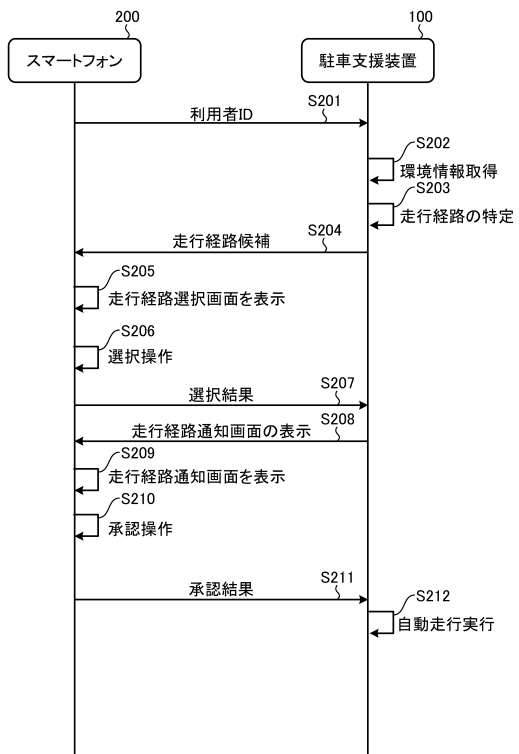 200
100
スマートフォン
駐車支援装置
S201
利用者ID
S202
環境情報取得
S203
走行経路の特定
S204
走行経路候補
S205
走行経路選択画面を表示
S206
選択操作
S207
選択結果
S208
走行経路通知画面の表示
S209
走行経路通知画面を表示
S210
承認操作
S211
承認結果
S212
自動走行実行